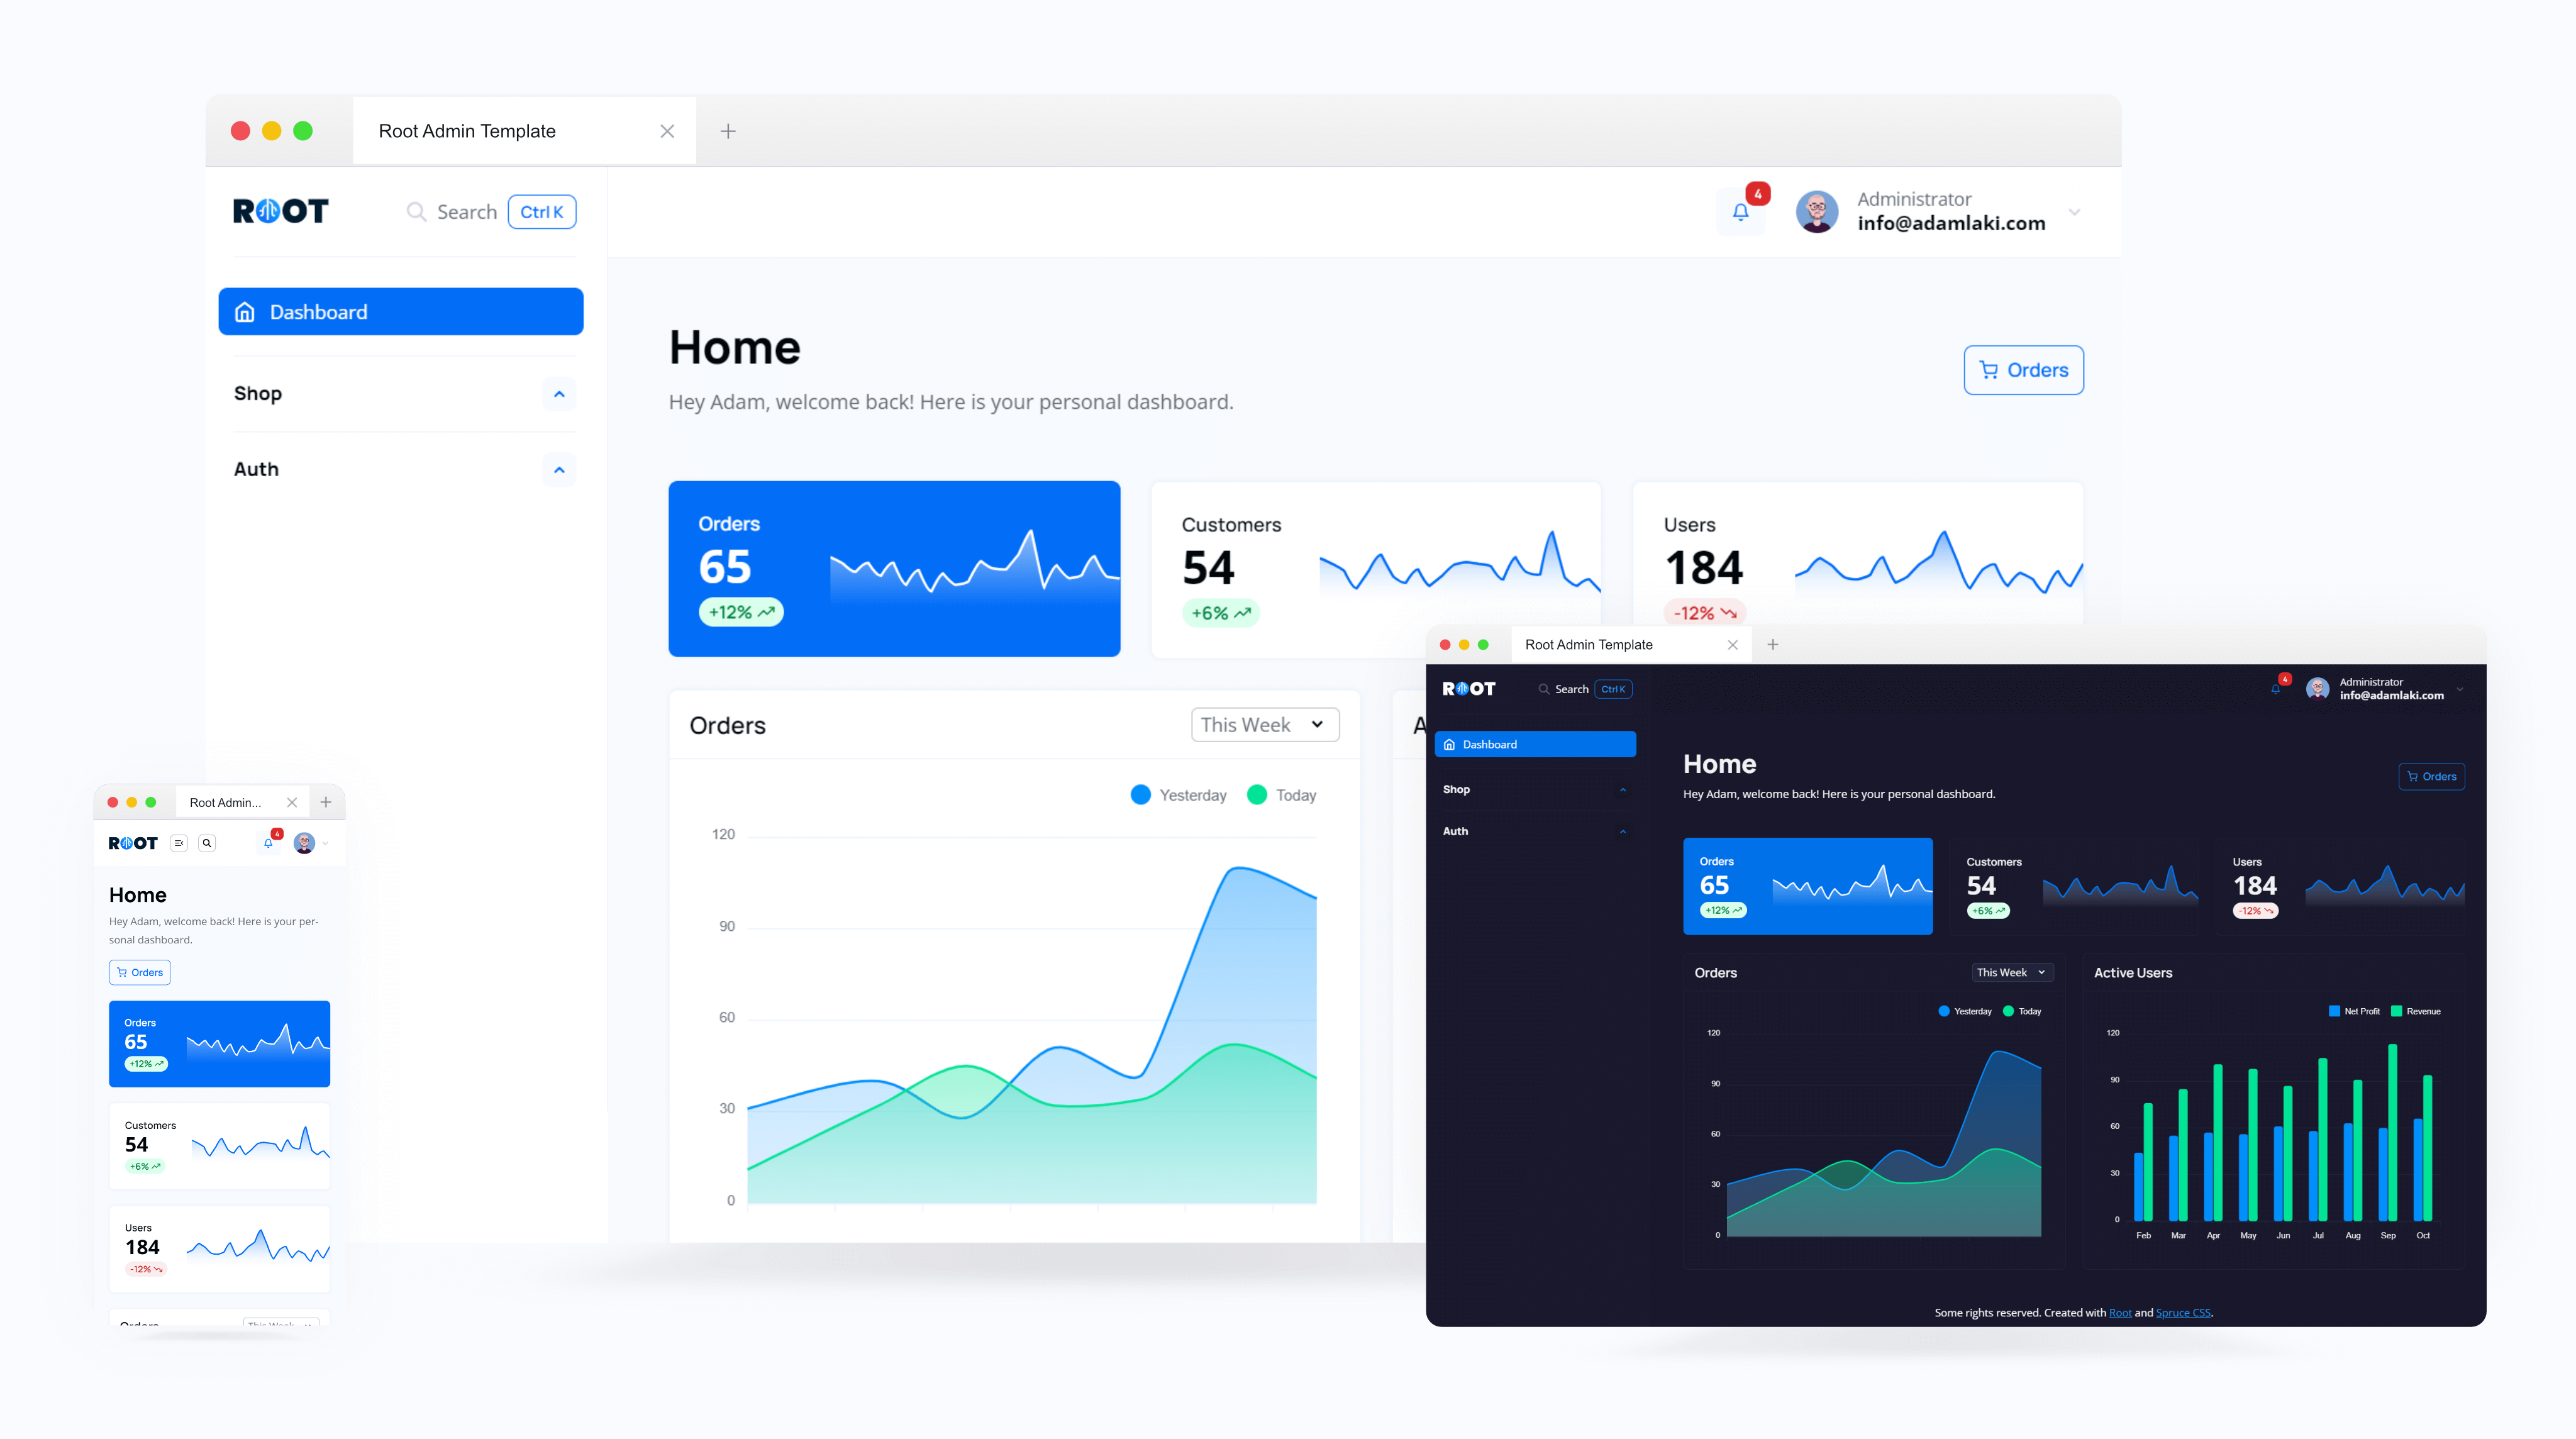 Root Admin Template
ROOT
Search Ctrl K
4
Administrator
info@adamlaki.com
Dashboard
Shop
Auth
Home
Hey Adam, welcome back! Here is your personal dashboard.
Orders
Orders
65
+12%
Customers
54
+6%
Users
184
-12%
Orders
This Week
Yesterday
Today
120
90
60
30
0
A
Root Admin...
ROOT
4
Home
Hey Adam, welcome back! Here is your per-
sonal dashboard.
Orders
Orders
65
+12%
Customers
54
+6%
Users
184
-12%
Orders
This Week
Root Admin Template
ROOT
Search Ctrl K
4
Administrator
info@adamlaki.com
Dashboard
Shop
Auth
Home
Hey Adam, welcome back! Here is your personal dashboard.
Orders
Orders
65
+12%
Customers
54
+6%
Users
184
-12%
Orders
This Week
Yesterday
Today
120
90
60
30
0
Active Users
Net Profit
Revenue
120
90
60
30
0
Feb Mar Apr May Jun Jul Aug Sep Oct
Some rights reserved. Created with Root and Spruce CSS.